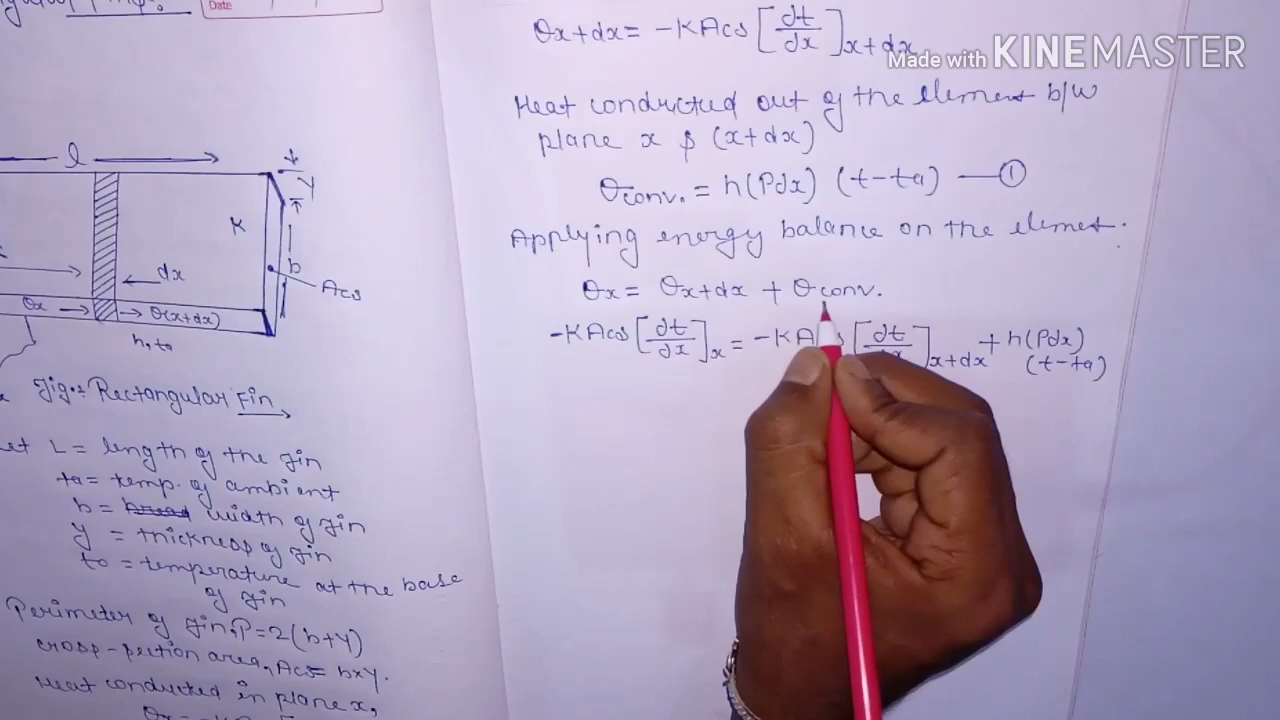 Date
l
y
K
b
dx
Acs
Qx
Q(x+dx)
h, ta
Fig:- Rectangular Fin
L = length of the fin
ta = temp. of ambient
b = width of fin
y = thickness of fin
to = temperature at the base
of fin
Perimeter of fin, P = 2(b+y)
cross-section area, Acs = b×y.
Heat conducted in plane x,
Made with KINEMASTER
Qx+dx = -KAcs [dt/dx]x+dx
Heat conducted out of the element b/w
plane x & (x+dx)
Qconv. = h(Pdx) (t-ta) —①
Applying energy balance on the elemet.
Qx = Qx+dx + Qconv.
-KAcs [dt/dx]x = -KA [dt/ ]x+dx + h(Pdx)
(t-ta)